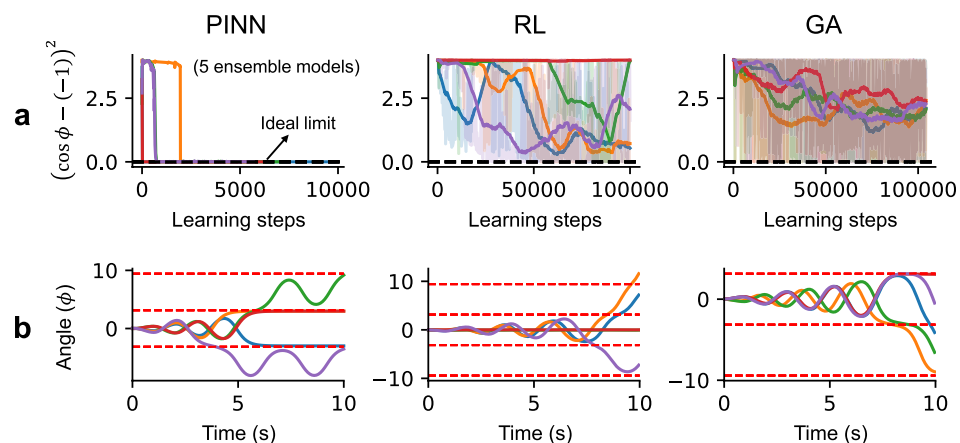 PINN RL GA
a
(cos ϕ − (−1))²
2.5
0.0
(5 ensemble models)
Ideal limit
0 5000 10000
Learning steps
2.5
0.0
0 50000 100000
Learning steps
2.5
0.0
0 50000 100000
Learning steps
b
Angle (ϕ)
10
0
0 5 10
Time (s)
10
0
−10
0 5 10
Time (s)
0
−10
0 5 10
Time (s)